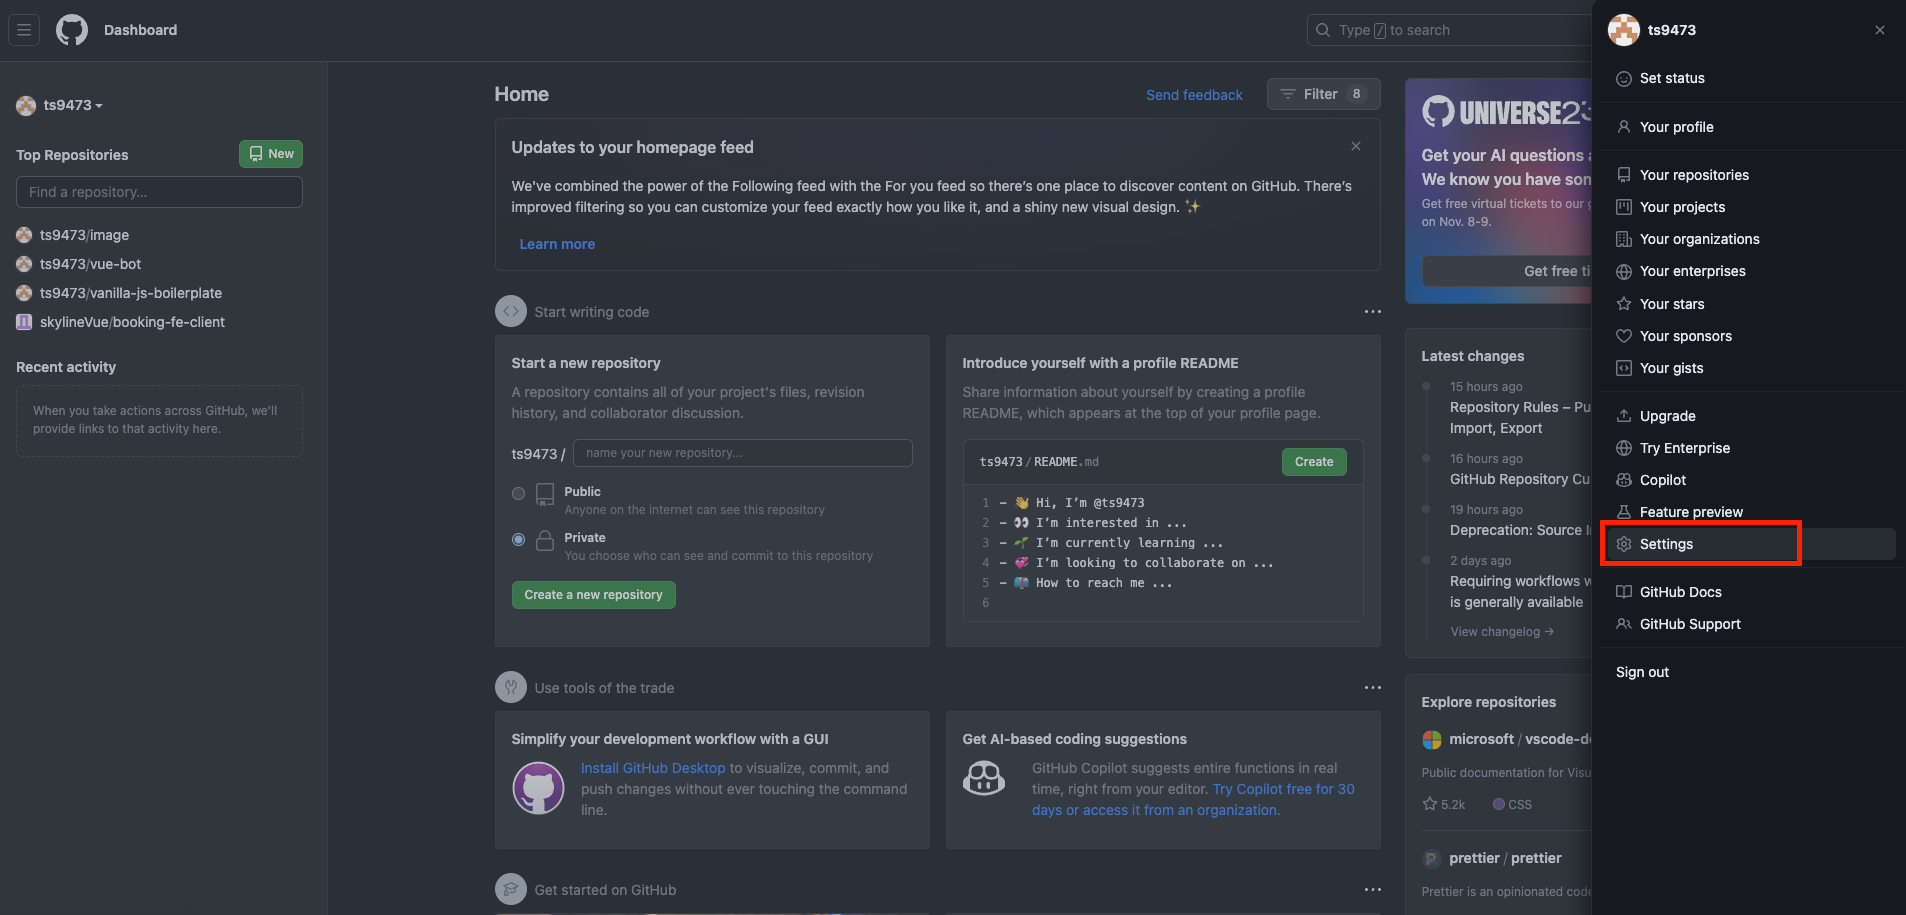 Dashboard
Type / to search
ts9473
Top Repositories
New
Find a repository...
ts9473/image
ts9473/vue-bot
ts9473/vanilla-js-boilerplate
skylineVue/booking-fe-client
Recent activity
When you take actions across GitHub, we'll
provide links to that activity here.
Home
Send feedback
Filter 8
Updates to your homepage feed
We've combined the power of the Following feed with the For you feed so there's one place to discover content on GitHub. There's
improved filtering so you can customize your feed exactly how you like it, and a shiny new visual design. ✨
Learn more
Start writing code
Start a new repository
A repository contains all of your project's files, revision
history, and collaborator discussion.
ts9473 / name your new repository...
Public
Anyone on the internet can see this repository
Private
You choose who can see and commit to this repository
Create a new repository
Introduce yourself with a profile README
Share information about yourself by creating a profile
README, which appears at the top of your profile page.
ts9473 / README.md
Create
1 - 👋 Hi, I'm @ts9473
2 - 👀 I'm interested in ...
3 - 🌱 I'm currently learning ...
4 - 💞️ I'm looking to collaborate on ...
5 - 📫 How to reach me ...
6
Use tools of the trade
Simplify your development workflow with a GUI
Install GitHub Desktop to visualize, commit, and
push changes without ever touching the command
line.
Get AI-based coding suggestions
GitHub Copilot suggests entire functions in real
time, right from your editor. Try Copilot free for 30
days or access it from an organization.
Get started on GitHub
UNIVERSE23
Get your AI questions
We know you have
Get free virtual tickets to our
on Nov. 8-9.
Get free
Latest changes
15 hours ago
Repository Rules –
Import, Export
16 hours ago
GitHub Repository
19 hours ago
Deprecation: Source
2 days ago
Requiring workflows
is generally available
View changelog →
Explore repositories
microsoft / vscode-
Public documentation for
5.2k CSS
prettier / prettier
Prettier is an opinionated
ts9473
Set status
Your profile
Your repositories
Your projects
Your organizations
Your enterprises
Your stars
Your sponsors
Your gists
Upgrade
Try Enterprise
Copilot
Feature preview
Settings
GitHub Docs
GitHub Support
Sign out